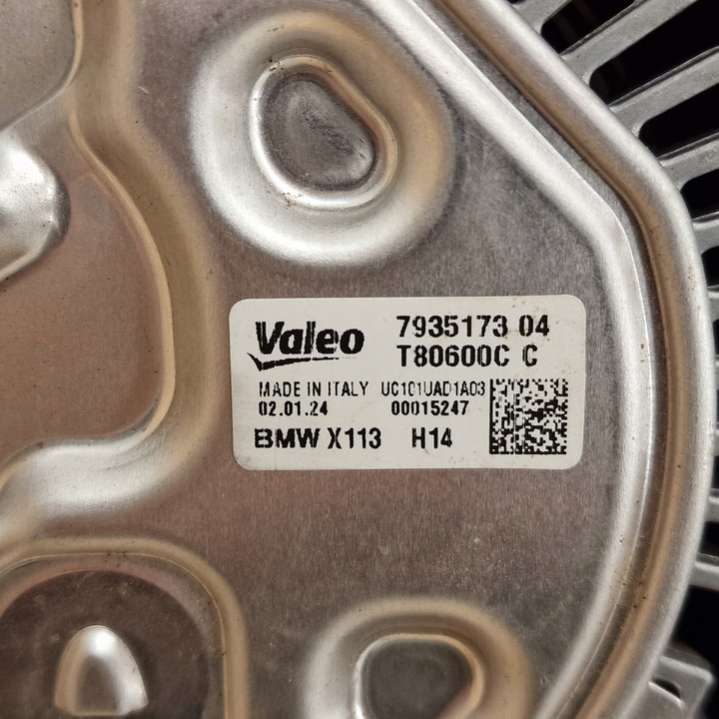 Valeo 7935173 04
T80600C C
MADE IN ITALY UC101UAD1A03
02.01.24 00015247
BMW X113 H14